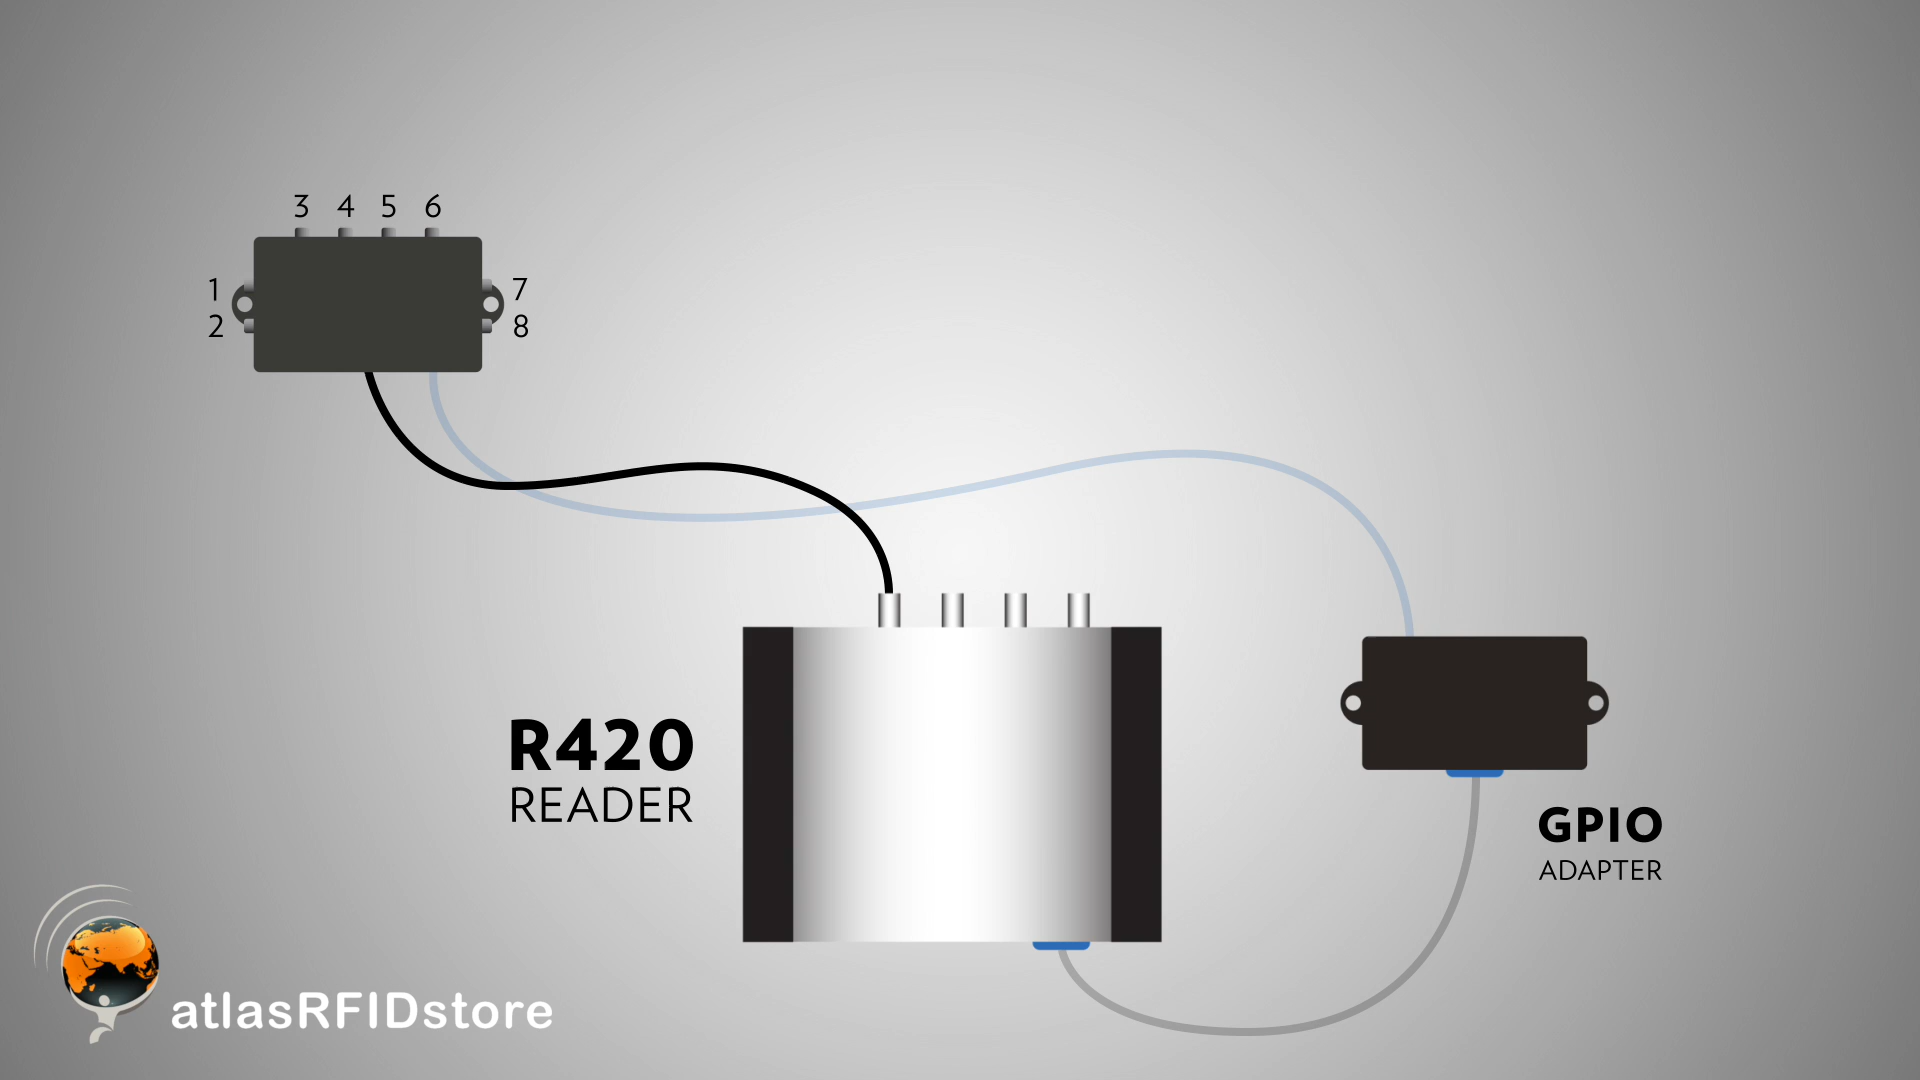 3 4 5 6
1 7
2 8
R420
READER
GPIO
ADAPTER
atlasRFIDstore